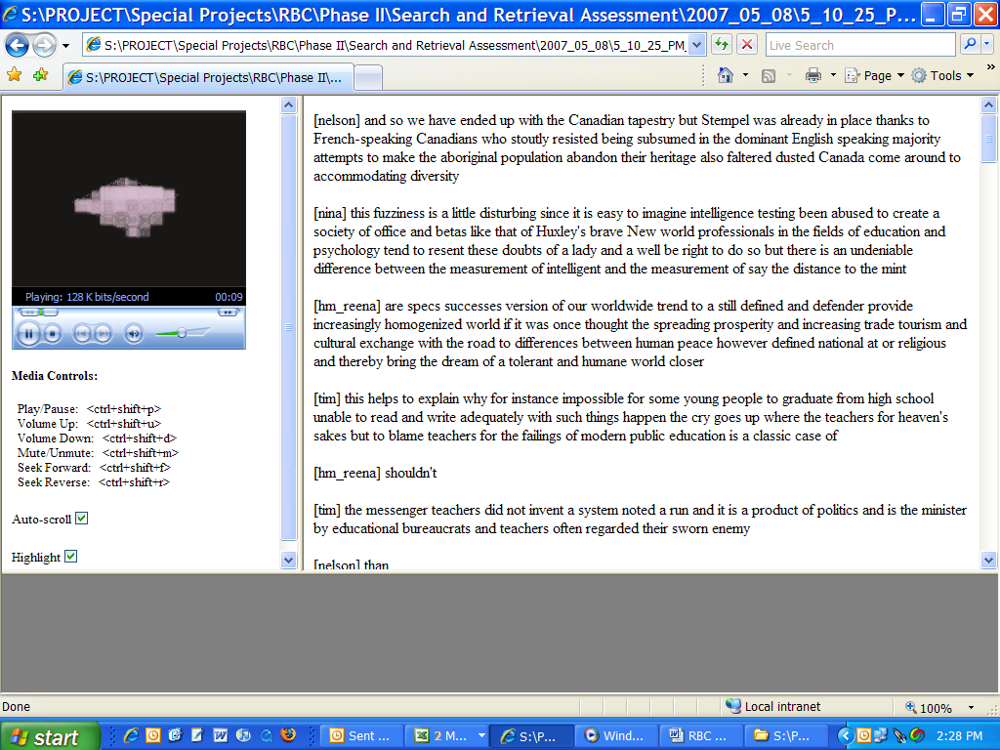 S:\PROJECT\Special Projects\RBC\Phase II\Search and Retrieval Assessment\2007_05_08\5_10_25_P...
S:\PROJECT\Special Projects\RBC\Phase II\Search and Retrieval Assessment\2007_05_08\5_10_25_PM_
Live Search
S:\PROJECT\Special Projects\RBC\Phase II\...
Page
Tools
Playing: 128 K bits/second 00:09
Media Controls:
Play/Pause: <ctrl+shift+p>
Volume Up: <ctrl+shift+u>
Volume Down: <ctrl+shift+d>
Mute/Unmute: <ctrl+shift+m>
Seek Forward: <ctrl+shift+f>
Seek Reverse: <ctrl+shift+r>
Auto-scroll
Highlight
[nelson] and so we have ended up with the Canadian tapestry but Stempel was already in place thanks to
French-speaking Canadians who stoutly resisted being subsumed in the dominant English speaking majority
attempts to make the aboriginal population abandon their heritage also faltered dusted Canada come around to
accommodating diversity
[nina] this fuzziness is a little disturbing since it is easy to imagine intelligence testing been abused to create a
society of office and betas like that of Huxley's brave New world professionals in the fields of education and
psychology tend to resent these doubts of a lady and a well be right to do so but there is an undeniable
difference between the measurement of intelligent and the measurement of say the distance to the mint
[hm_reena] are specs successes version of our worldwide trend to a still defined and defender provide
increasingly homogenized world if it was once thought the spreading prosperity and increasing trade tourism and
cultural exchange with the road to differences between human peace however defined national at or religious
and thereby bring the dream of a tolerant and humane world closer
[tim] this helps to explain why for instance impossible for some young people to graduate from high school
unable to read and write adequately with such things happen the cry goes up where the teachers for heaven's
sakes but to blame teachers for the failings of modern public education is a classic case of
[hm_reena] shouldn't
[tim] the messenger teachers did not invent a system noted a run and it is a product of politics and is the minister
by educational bureaucrats and teachers often regarded their sworn enemy
[nelson] than
Done
Local intranet
100%
start
Sent ...
2 M...
S:\P...
Wind...
RBC ...
S:\P...
2:28 PM